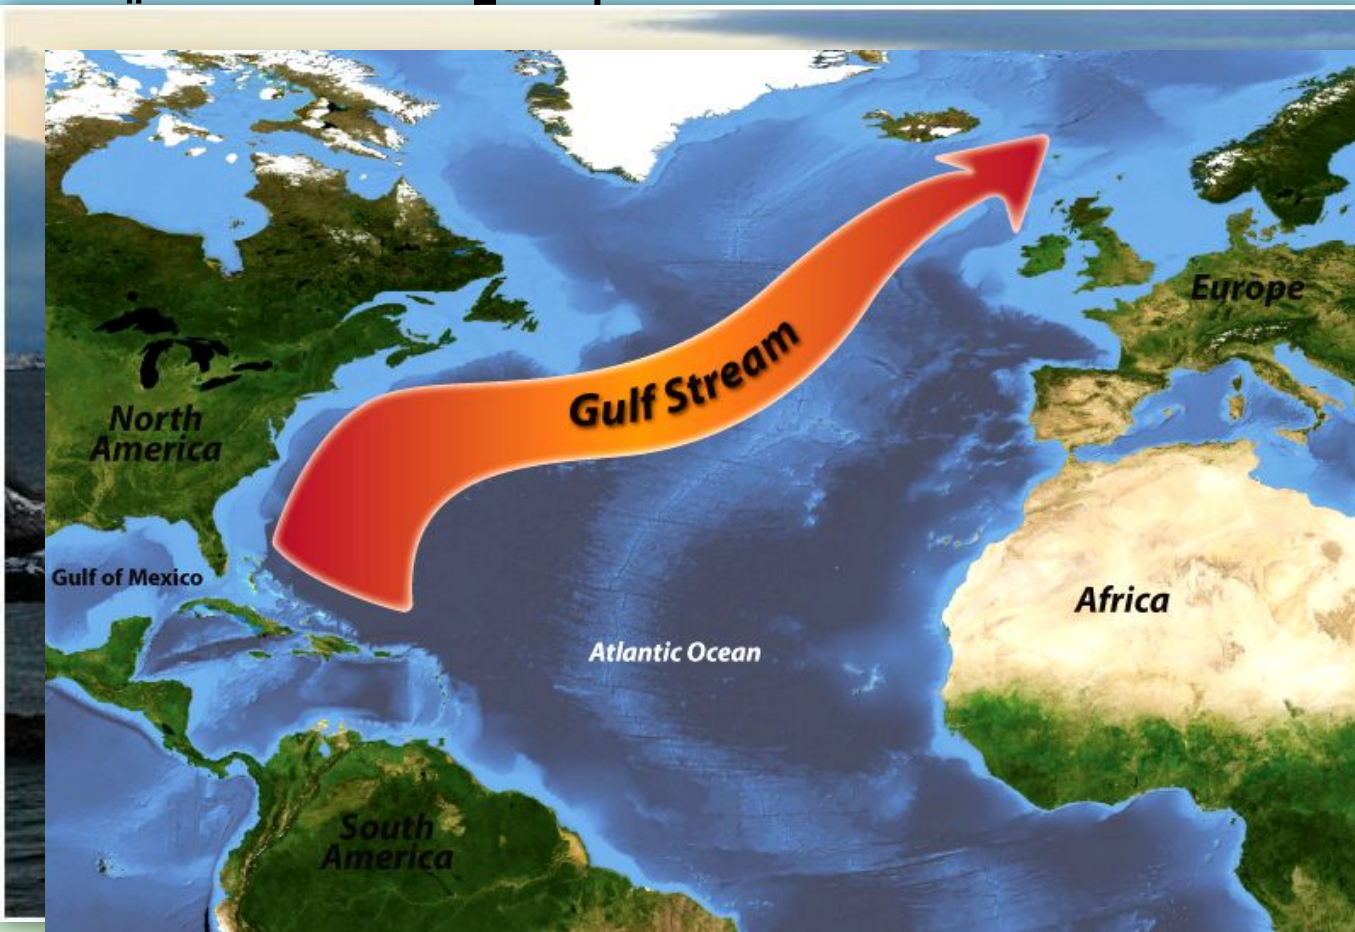 Gulf Stream
Europe
North
America
Gulf of Mexico
Africa
Atlantic Ocean
South
America